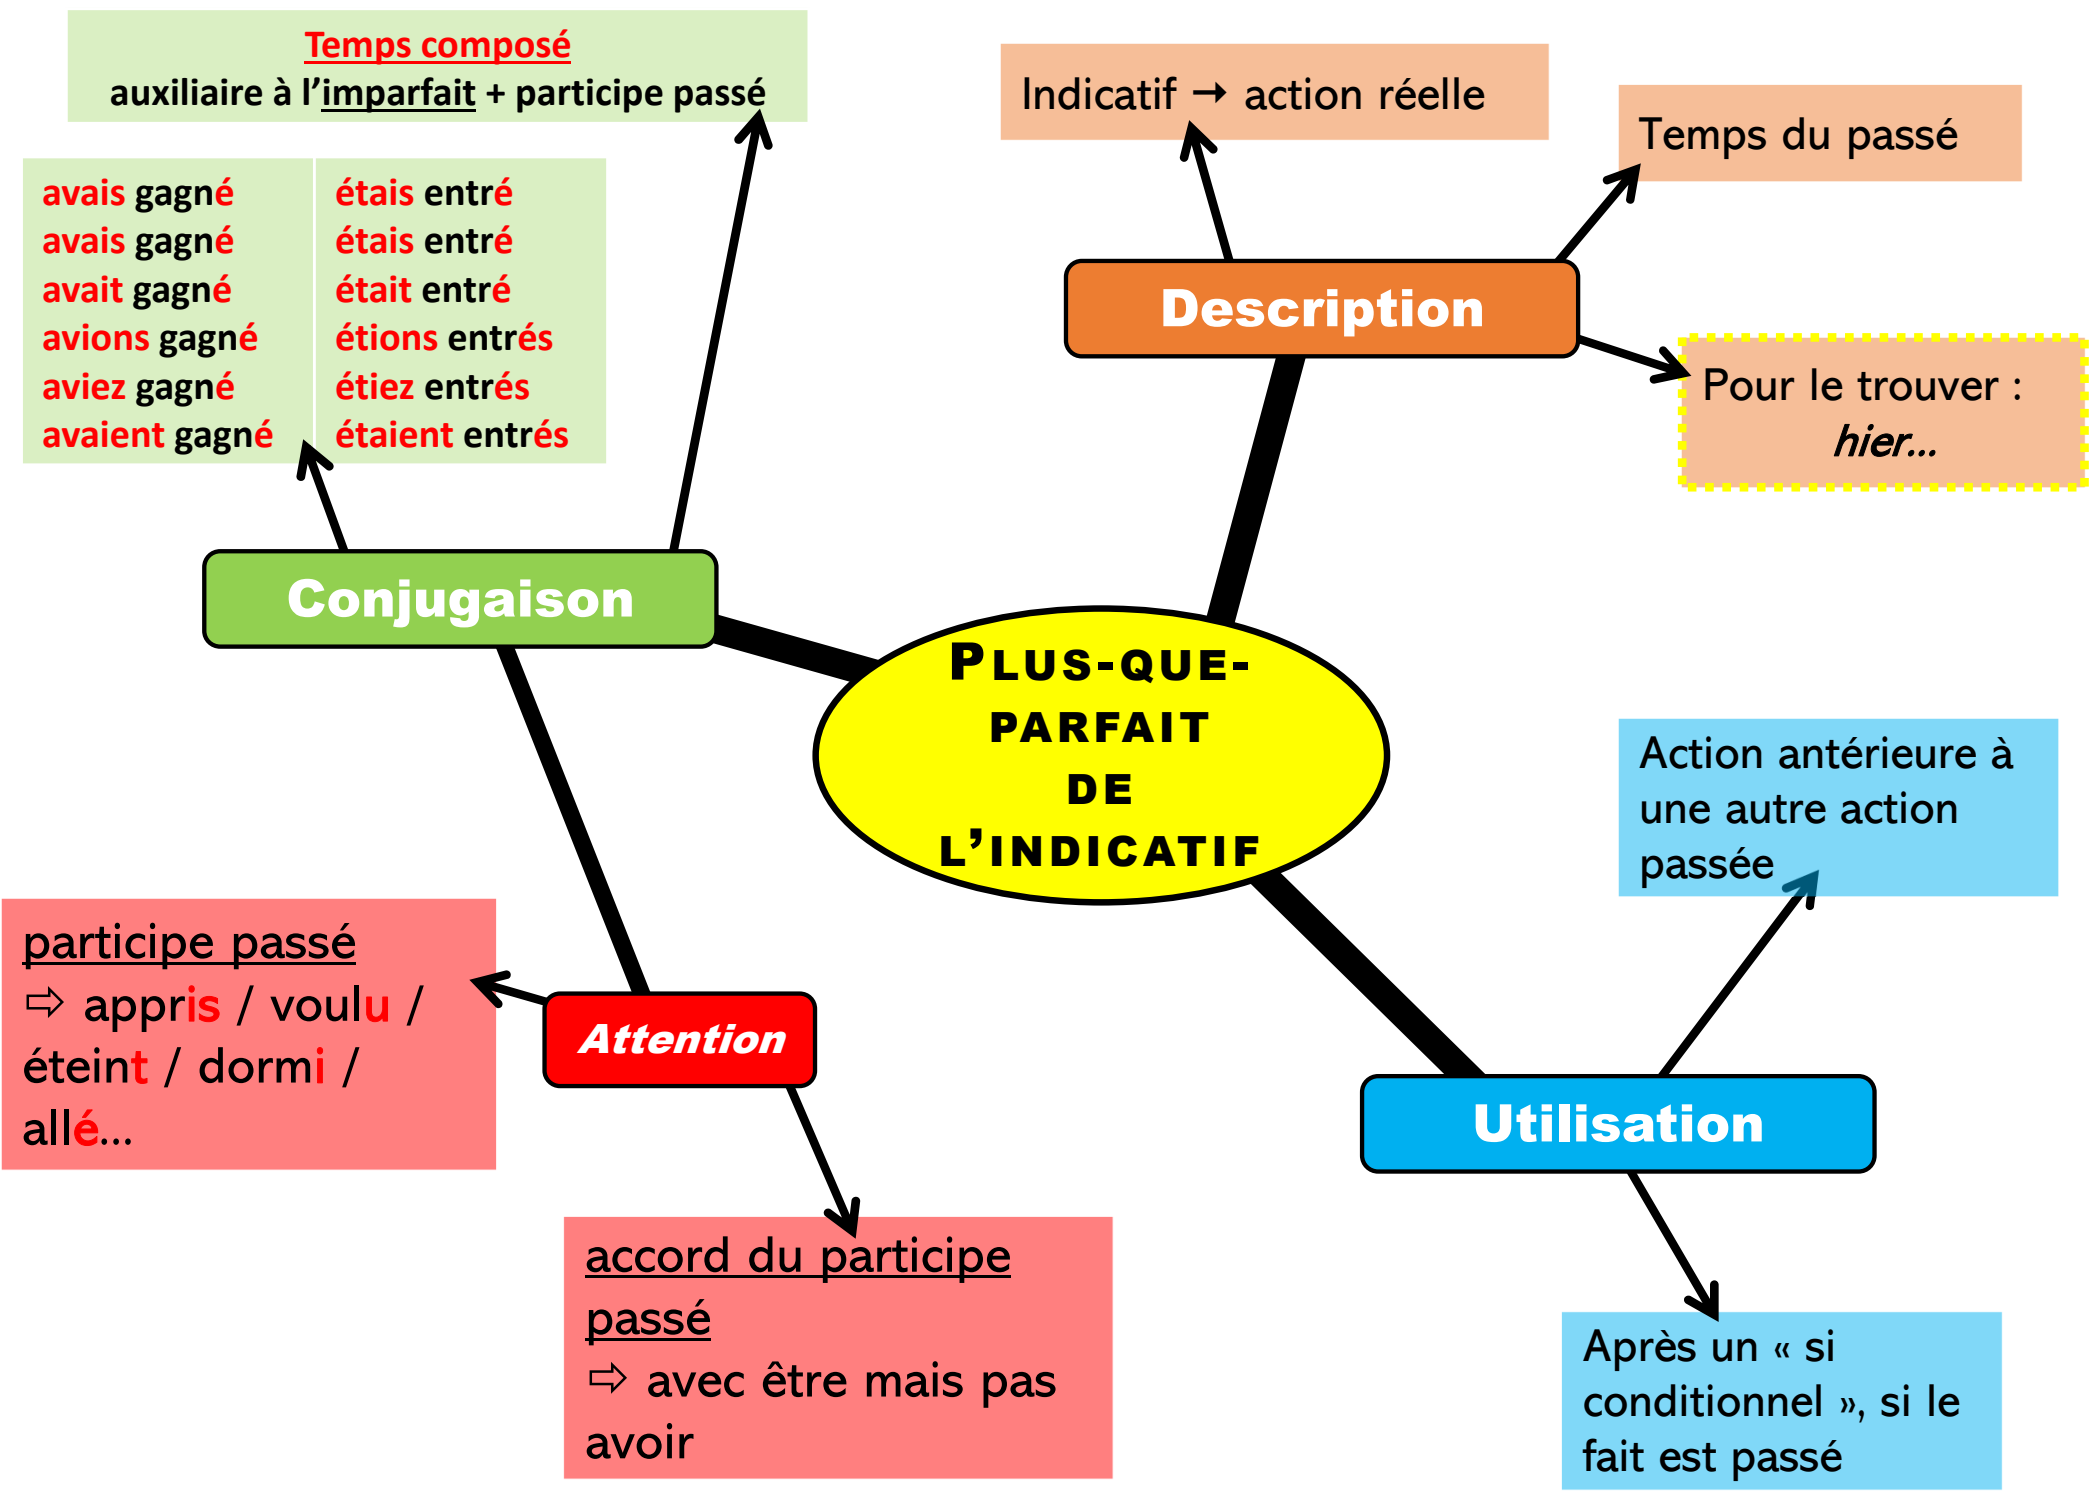 Temps composé
auxiliaire à l’imparfait + participe passé
avais gagné
avais gagné
avait gagné
avions gagné
aviez gagné
avaient gagné
étais entré
étais entré
était entré
étions entrés
étiez entrés
étaient entrés
Indicatif → action réelle
Temps du passé
Description
Pour le trouver :
hier...
Conjugaison
PLUS-QUE-
PARFAIT
DE
L’INDICATIF
Action antérieure à
une autre action
passée
participe passé
⇨ appris / voulu /
éteint / dormi /
allé...
Attention
Utilisation
accord du participe
passé
⇨ avec être mais pas
avoir
Après un « si
conditionnel », si le
fait est passé